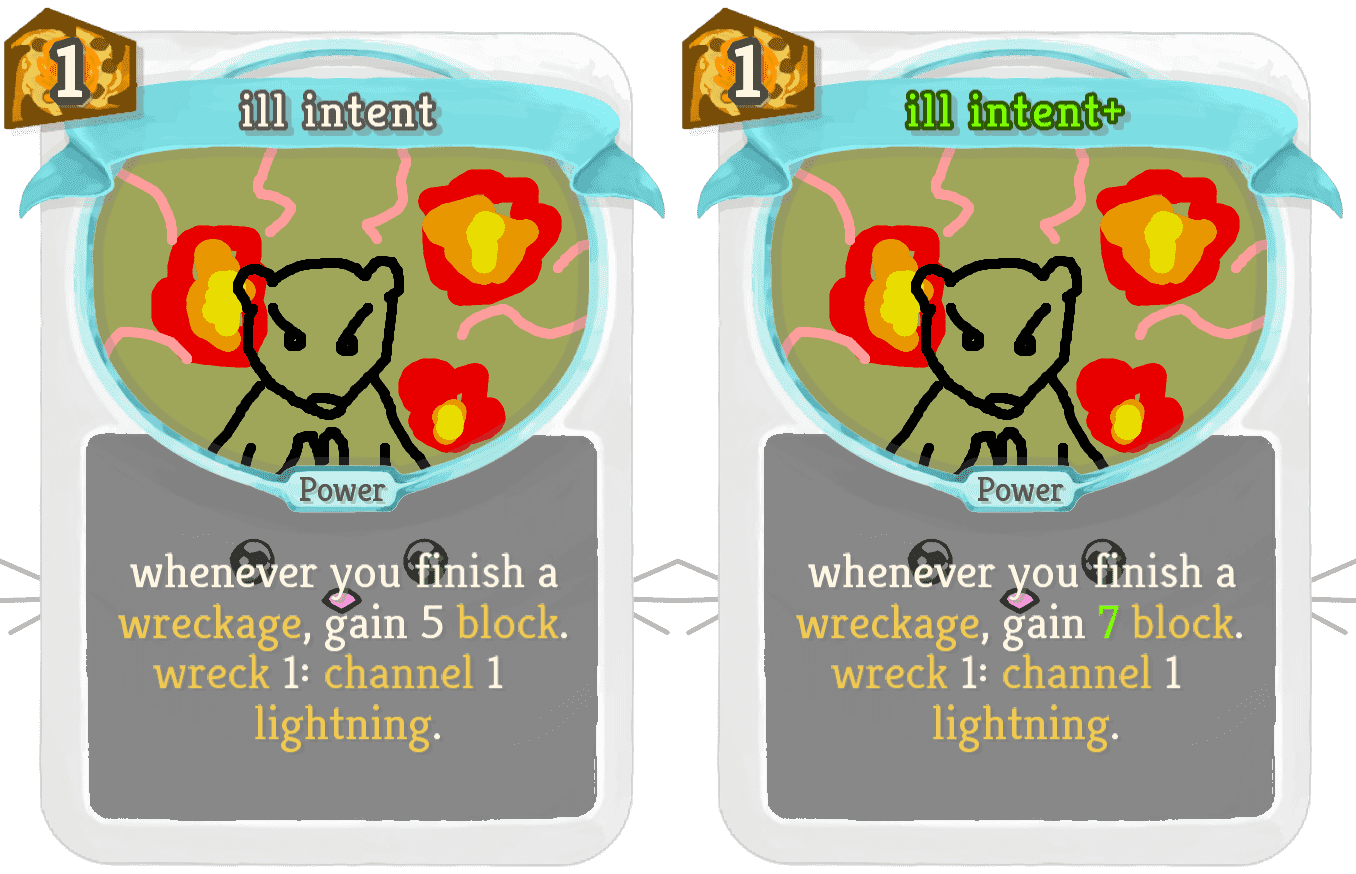 1
ill intent
Power
whenever you finish a
wreckage, gain 5 block.
wreck 1: channel 1
lightning.
1
ill intent+
Power
whenever you finish a
wreckage, gain 7 block.
wreck 1: channel 1
lightning.